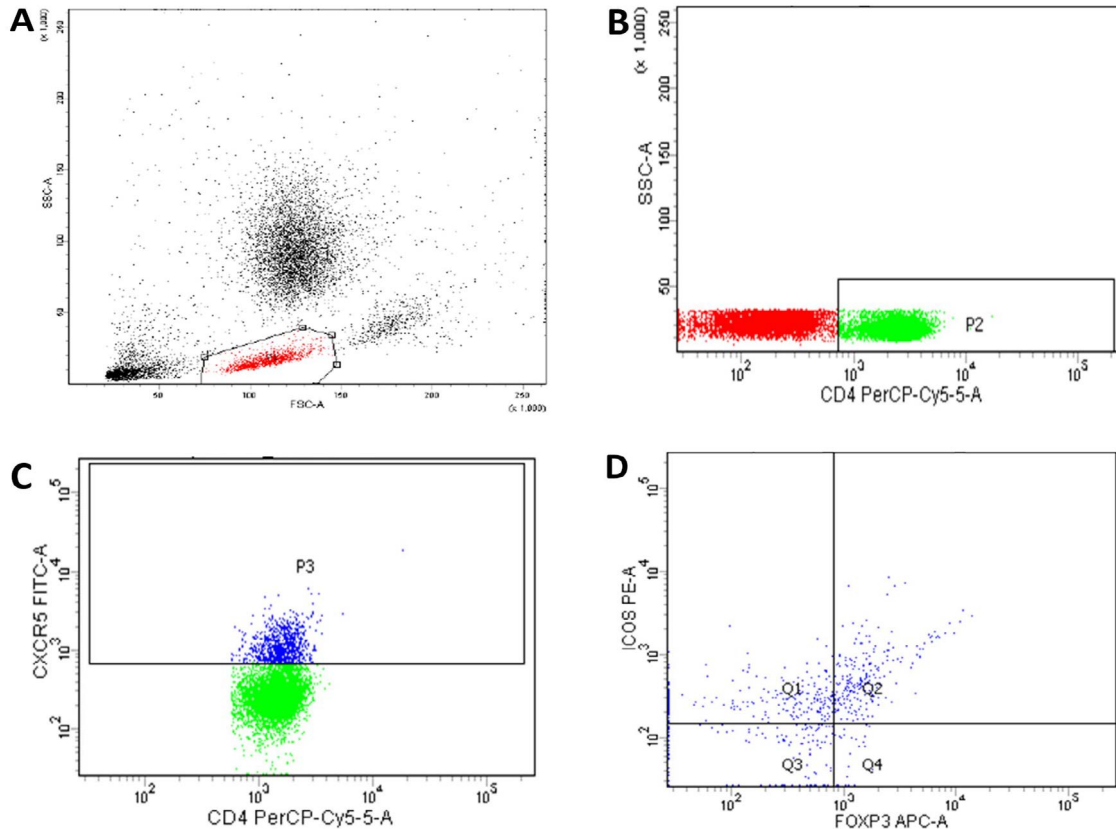 A
(x 1,000)
250
200
150
100
50
SSC-A
50 100 150 200 250
FSC-A
(x 1,000)
B
(x 1,000)
250
200
150
100
50
SSC-A
P2
10² 10³ 10⁴ 10⁵
CD4 PerCP-Cy5-5-A
C
10⁵
10⁴
10³
10²
CXCR5 FITC-A
P3
10² 10³ 10⁴ 10⁵
CD4 PerCP-Cy5-5-A
D
10⁵
10⁴
10³
10²
ICOS PE-A
Q1 Q2
Q3 Q4
10² 10³ 10⁴ 10⁵
FOXP3 APC-A